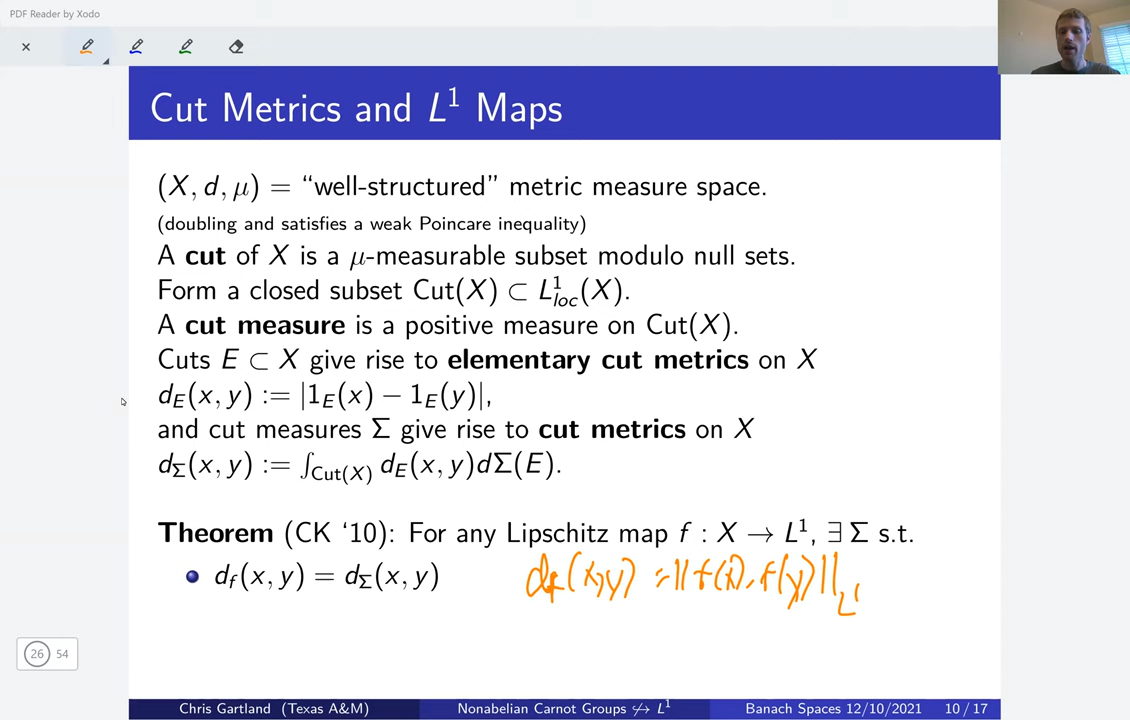 PDF Reader by Xodo
Cut Metrics and L¹ Maps
(X, d, μ) = “well-structured” metric measure space.
(doubling and satisfies a weak Poincare inequality)
A cut of X is a μ-measurable subset modulo null sets.
Form a closed subset Cut(X) ⊂ L¹_loc(X).
A cut measure is a positive measure on Cut(X).
Cuts E ⊂ X give rise to elementary cut metrics on X
d_E(x, y) := |1_E(x) − 1_E(y)|,
and cut measures Σ give rise to cut metrics on X
d_Σ(x, y) := ∫_Cut(X) d_E(x, y)dΣ(E).
Theorem (CK ‘10): For any Lipschitz map f : X → L¹, ∃ Σ s.t.
d_f(x, y) = d_Σ(x, y)
d_f(x,y) = ||f(x) - f(y)||_L¹
26 54
Chris Gartland (Texas A&M) Nonabelian Carnot Groups ↪̸ L¹ Banach Spaces 12/10/2021 10 / 17